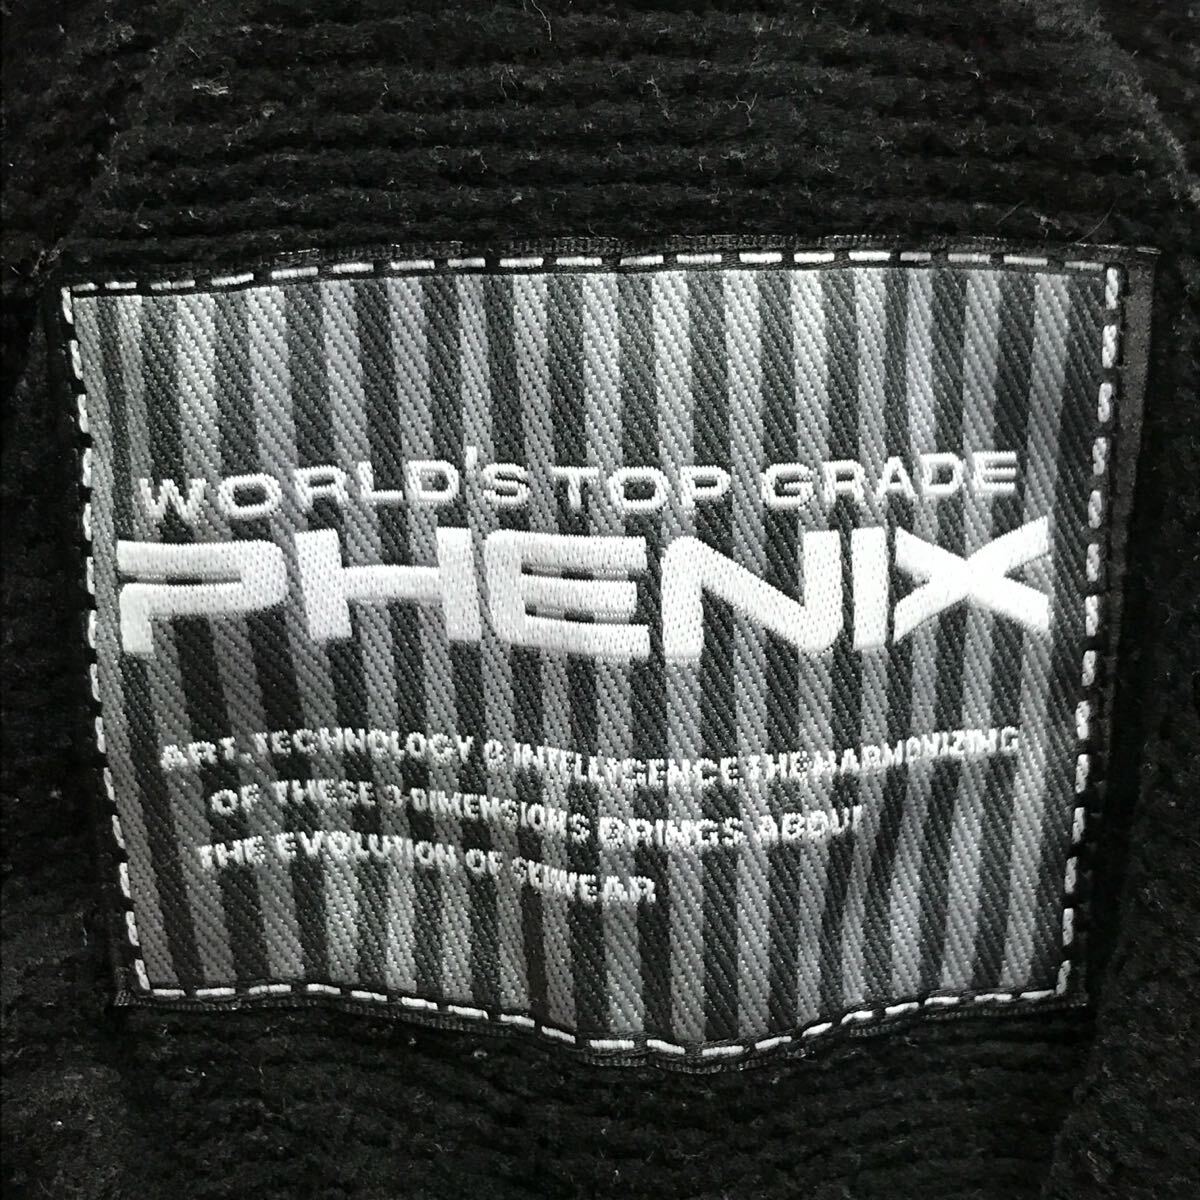 WORLD'S TOP GRADE
PHENIX
ART, TECHNOLOGY & INTELLIGENCE THE HARMONIZING
OF THESE 3-DIMENSIONS BRINGS ABOUT
THE EVOLUTION OF SKIWEAR